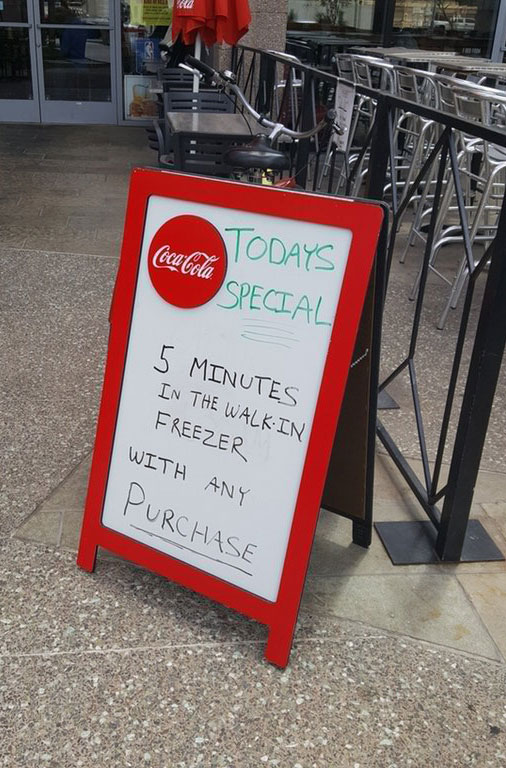 Coca-Cola
TODAYS
SPECIAL
5 MINUTES
IN THE WALK-IN
FREEZER
WITH ANY
PURCHASE